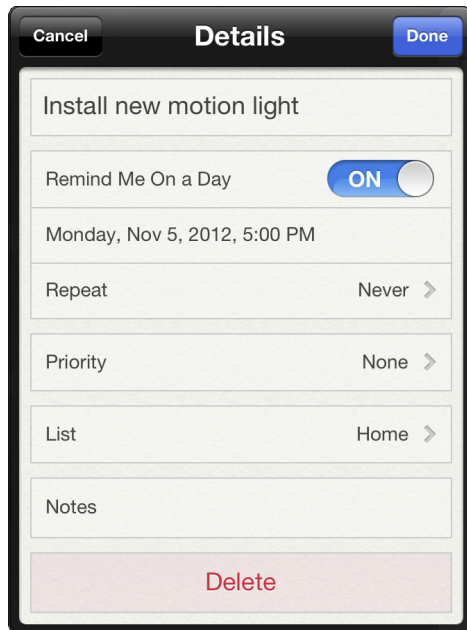 Cancel Details Done
Install new motion light
Remind Me On a Day ON
Monday, Nov 5, 2012, 5:00 PM
Repeat Never
Priority None
List Home
Notes
Delete